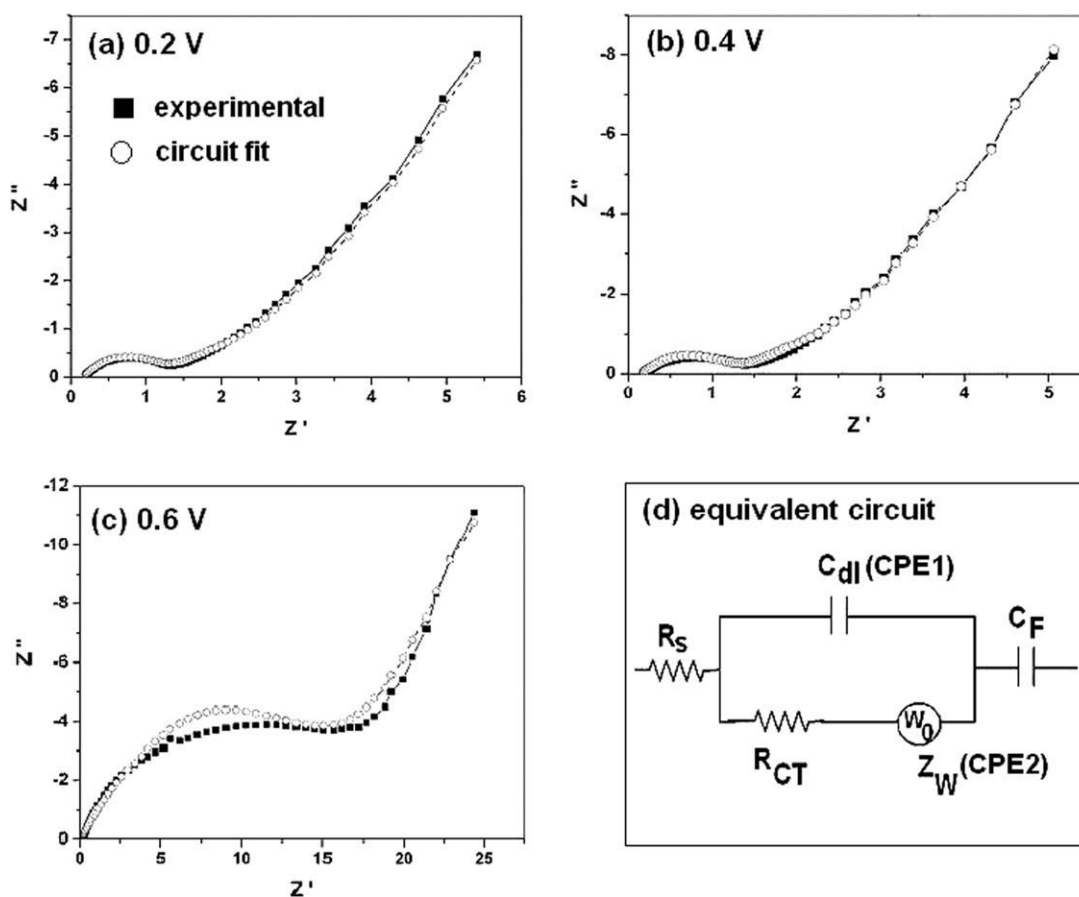 (a) 0.2 V
experimental
circuit fit
-7
-6
-5
-4
-3
-2
-1
0
Z"
0 1 2 3 4 5 6
Z'
(b) 0.4 V
-8
-6
-4
-2
0
Z"
0 1 2 3 4 5
Z'
(c) 0.6 V
-12
-10
-8
-6
-4
-2
0
Z"
0 5 10 15 20 25
Z'
(d) equivalent circuit
Cdl (CPE1)
RS
CF
W0
RCT
ZW (CPE2)